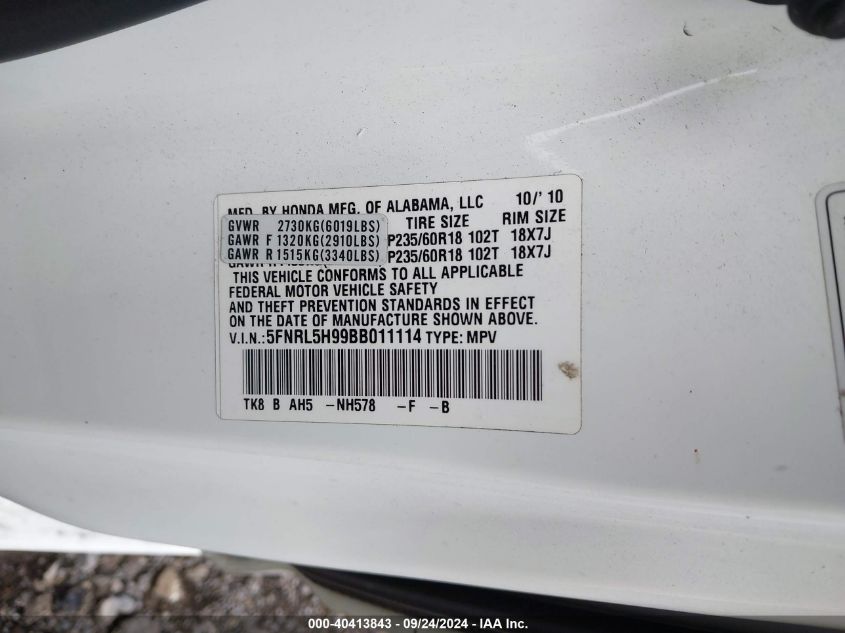 MFD. BY HONDA MFG. OF ALABAMA, LLC 10/' 10
TIRE SIZE RIM SIZE
GVWR 2730KG(6019LBS)
GAWR F 1320KG(2910LBS) P235/60R18 102T 18X7J
GAWR R 1515KG(3340LBS) P235/60R18 102T 18X7J
THIS VEHICLE CONFORMS TO ALL APPLICABLE
FEDERAL MOTOR VEHICLE SAFETY
AND THEFT PREVENTION STANDARDS IN EFFECT
ON THE DATE OF MANUFACTURE SHOWN ABOVE.
V.I.N.:5FNRL5H99BB011114 TYPE: MPV
TK8 B AH5 -NH578 -F -B
000-40413843 - 09/24/2024 - IAA Inc.